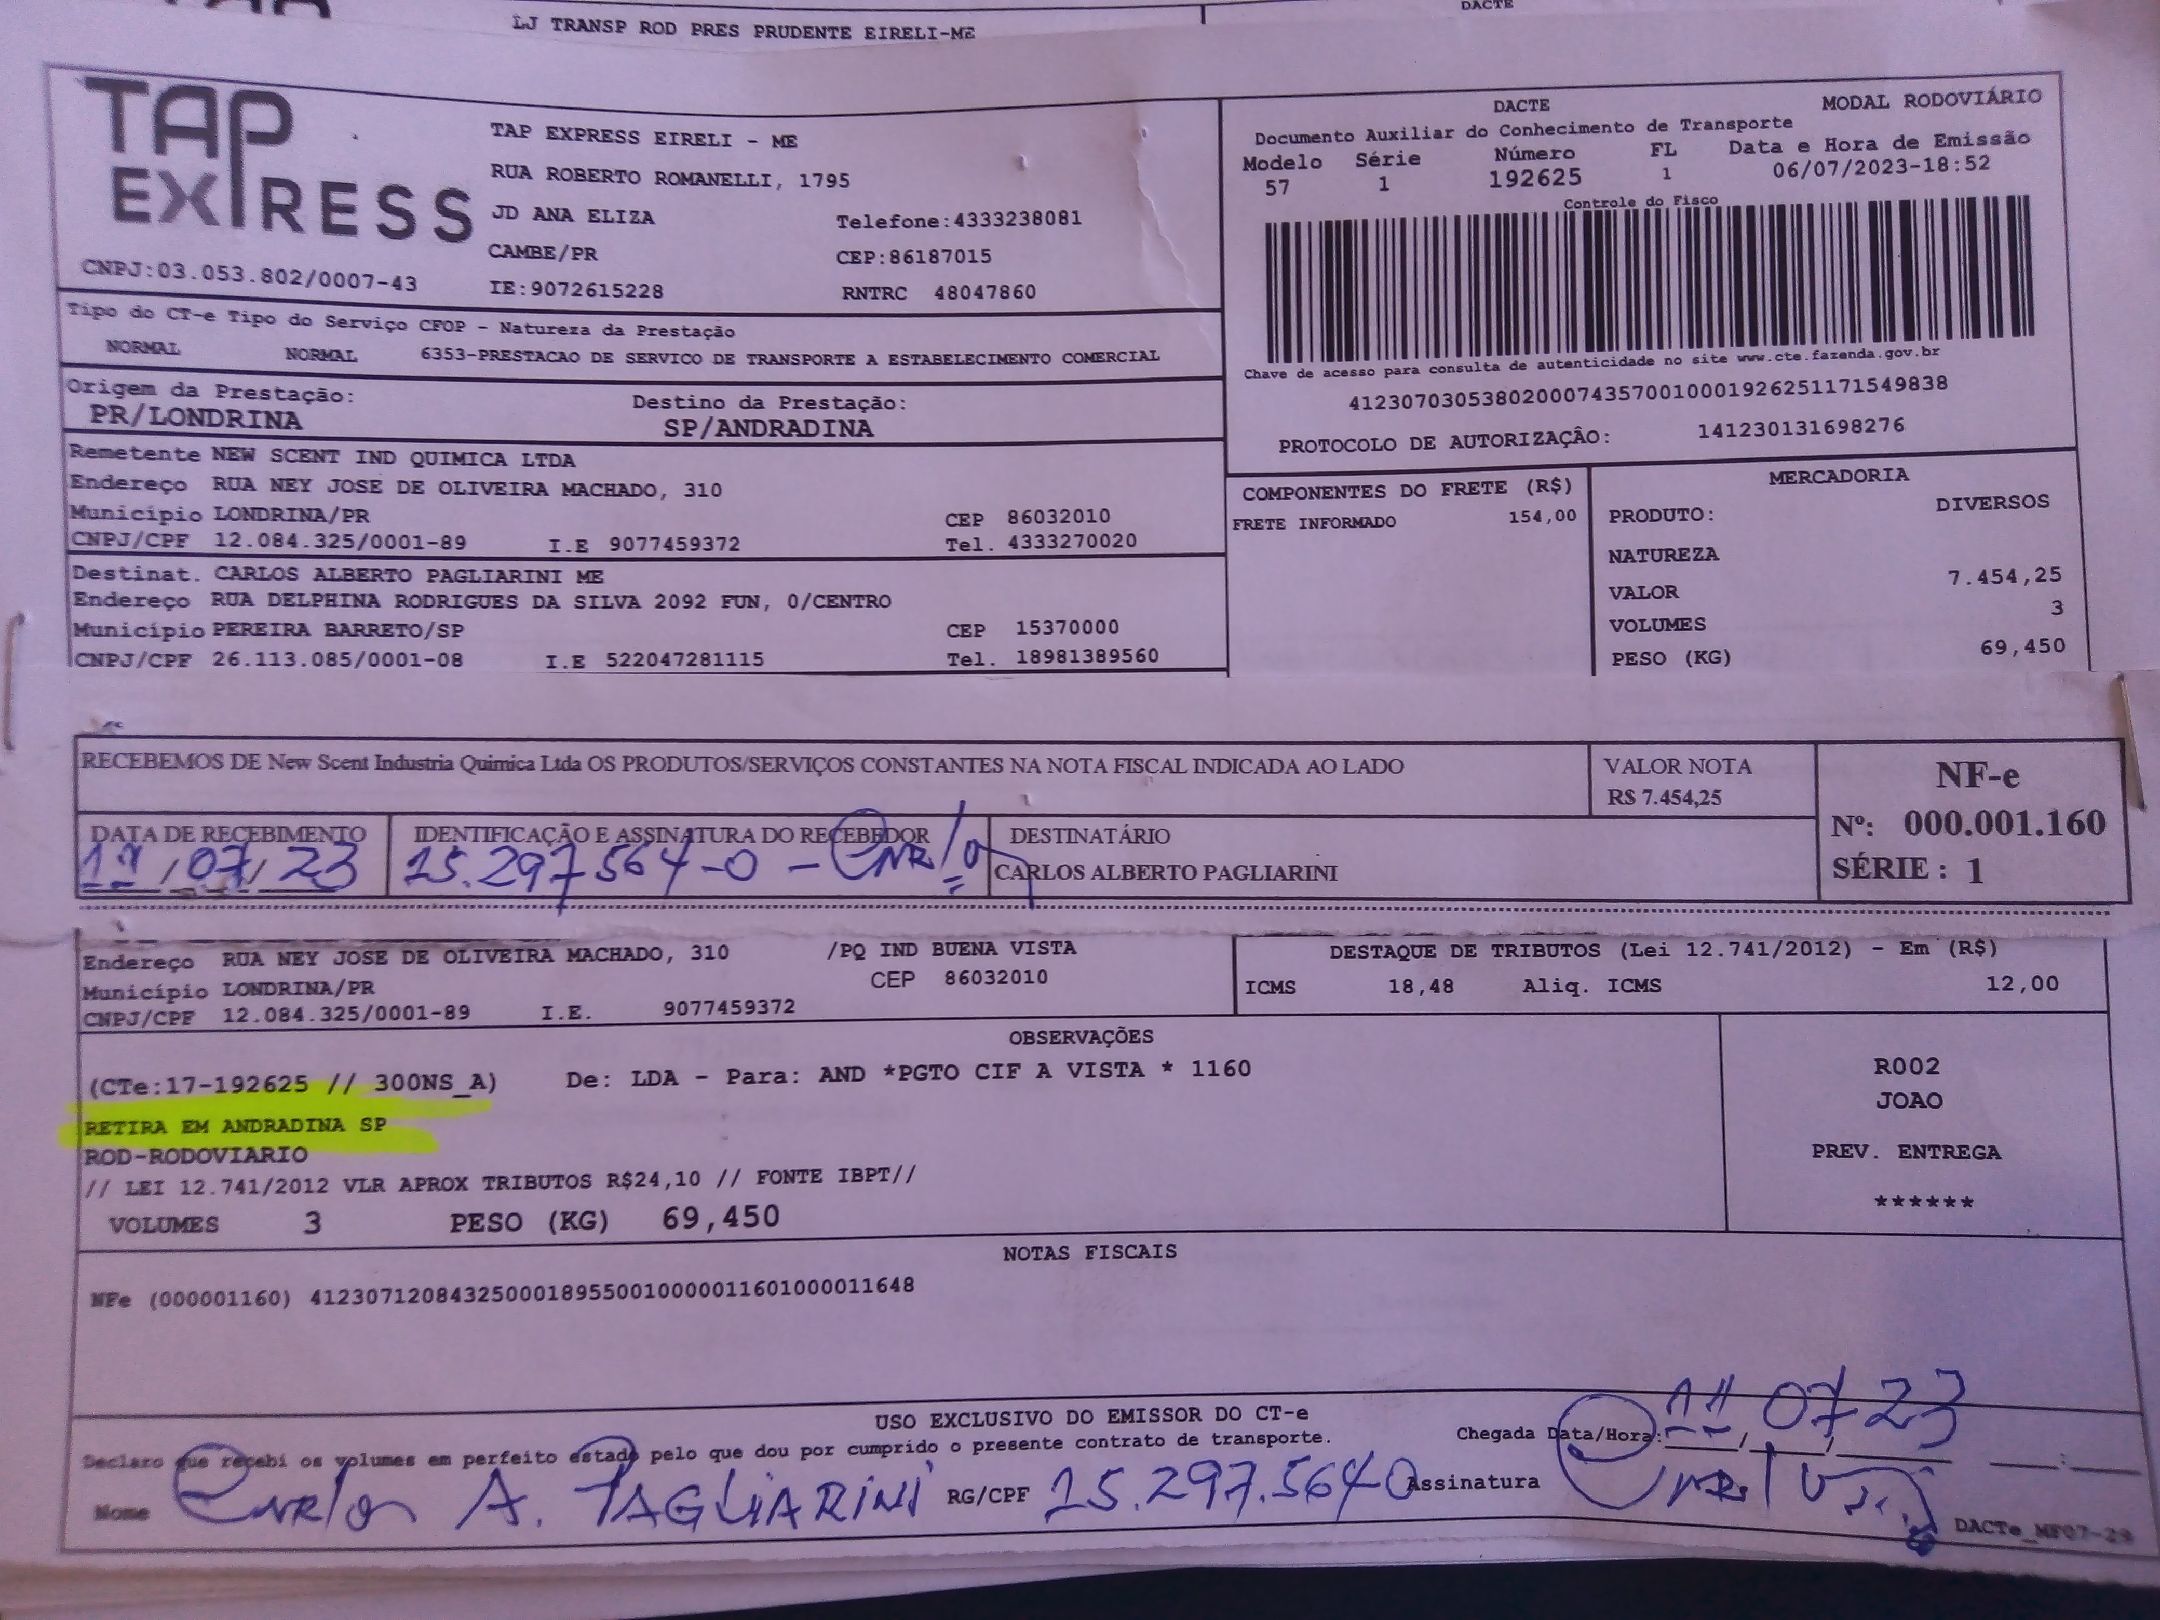 DACTE
LJ TRANSP ROD PRES PRUDENTE EIRELI-ME
TAP EXPRESS
CNPJ:03.053.802/0007-43
TAP EXPRESS EIRELI - ME
RUA ROBERTO ROMANELLI, 1795
JD ANA ELIZA Telefone:4333238081
CAMBE/PR CEP:86187015
IE:9072615228 RNTRC 48047860
DACTE MODAL RODOVIÁRIO
Documento Auxiliar do Conhecimento de Transporte
Modelo Série Número FL Data e Hora de Emissão
57 1 192625 1 06/07/2023-18:52
Controle do Fisco
Chave de acesso para consulta de autenticidade no site www.cte.fazenda.gov.br
41230703053802000743570010001926251171549838
PROTOCOLO DE AUTORIZAÇÂO: 141230131698276
Tipo do CT-e Tipo do Serviço CFOP - Natureza da Prestação
NORMAL NORMAL 6353-PRESTACAO DE SERVICO DE TRANSPORTE A ESTABELECIMENTO COMERCIAL
Origem da Prestação: Destino da Prestação:
PR/LONDRINA SP/ANDRADINA
Remetente NEW SCENT IND QUIMICA LTDA
Endereço RUA NEY JOSE DE OLIVEIRA MACHADO, 310
Município LONDRINA/PR CEP 86032010
CNPJ/CPF 12.084.325/0001-89 I.E 9077459372 Tel. 4333270020
Destinat. CARLOS ALBERTO PAGLIARINI ME
Endereço RUA DELPHINA RODRIGUES DA SILVA 2092 FUN, 0/CENTRO
Município PEREIRA BARRETO/SP CEP 15370000
CNPJ/CPF 26.113.085/0001-08 I.E 522047281115 Tel. 18981389560
COMPONENTES DO FRETE (R$)
FRETE INFORMADO 154,00
MERCADORIA
PRODUTO: DIVERSOS
NATUREZA
VALOR 7.454,25
VOLUMES 3
PESO (KG) 69,450
RECEBEMOS DE New Scent Industria Quimica Ltda OS PRODUTOS/SERVIÇOS CONSTANTES NA NOTA FISCAL INDICADA AO LADO
VALOR NOTA
R$ 7.454,25
NF-e
Nº: 000.001.160
SÉRIE : 1
DATA DE RECEBIMENTO IDENTIFICAÇÃO E ASSINATURA DO RECEBEDOR DESTINATÁRIO
11/07/23 15.297564-0 - Carlo CARLOS ALBERTO PAGLIARINI
Endereço RUA NEY JOSE DE OLIVEIRA MACHADO, 310 /PQ IND BUENA VISTA
Município LONDRINA/PR CEP 86032010
CNPJ/CPF 12.084.325/0001-89 I.E. 9077459372
DESTAQUE DE TRIBUTOS (Lei 12.741/2012) - Em (R$)
ICMS 18,48 Aliq. ICMS 12,00
OBSERVAÇÕES
(CTe:17-192625 // 300NS_A) De: LDA - Para: AND *PGTO CIF A VISTA * 1160
RETIRA EM ANDRADINA SP
ROD-RODOVIARIO
// LEI 12.741/2012 VLR APROX TRIBUTOS R$24,10 // FONTE IBPT//
VOLUMES 3 PESO (KG) 69,450
R002
JOAO
PREV. ENTREGA
******
NOTAS FISCAIS
NFe (000001160) 41230712084325000189550010000011601000011648
USO EXCLUSIVO DO EMISSOR DO CT-e
Declaro que recebi os volumes em perfeito estado pelo que dou por cumprido o presente contrato de transporte.
Chegada Data/Hora: 11 07 23
Nome Carlos A. PAGLIARINI RG/CPF 15.297.5640 Assinatura
DACTe_MF07-29